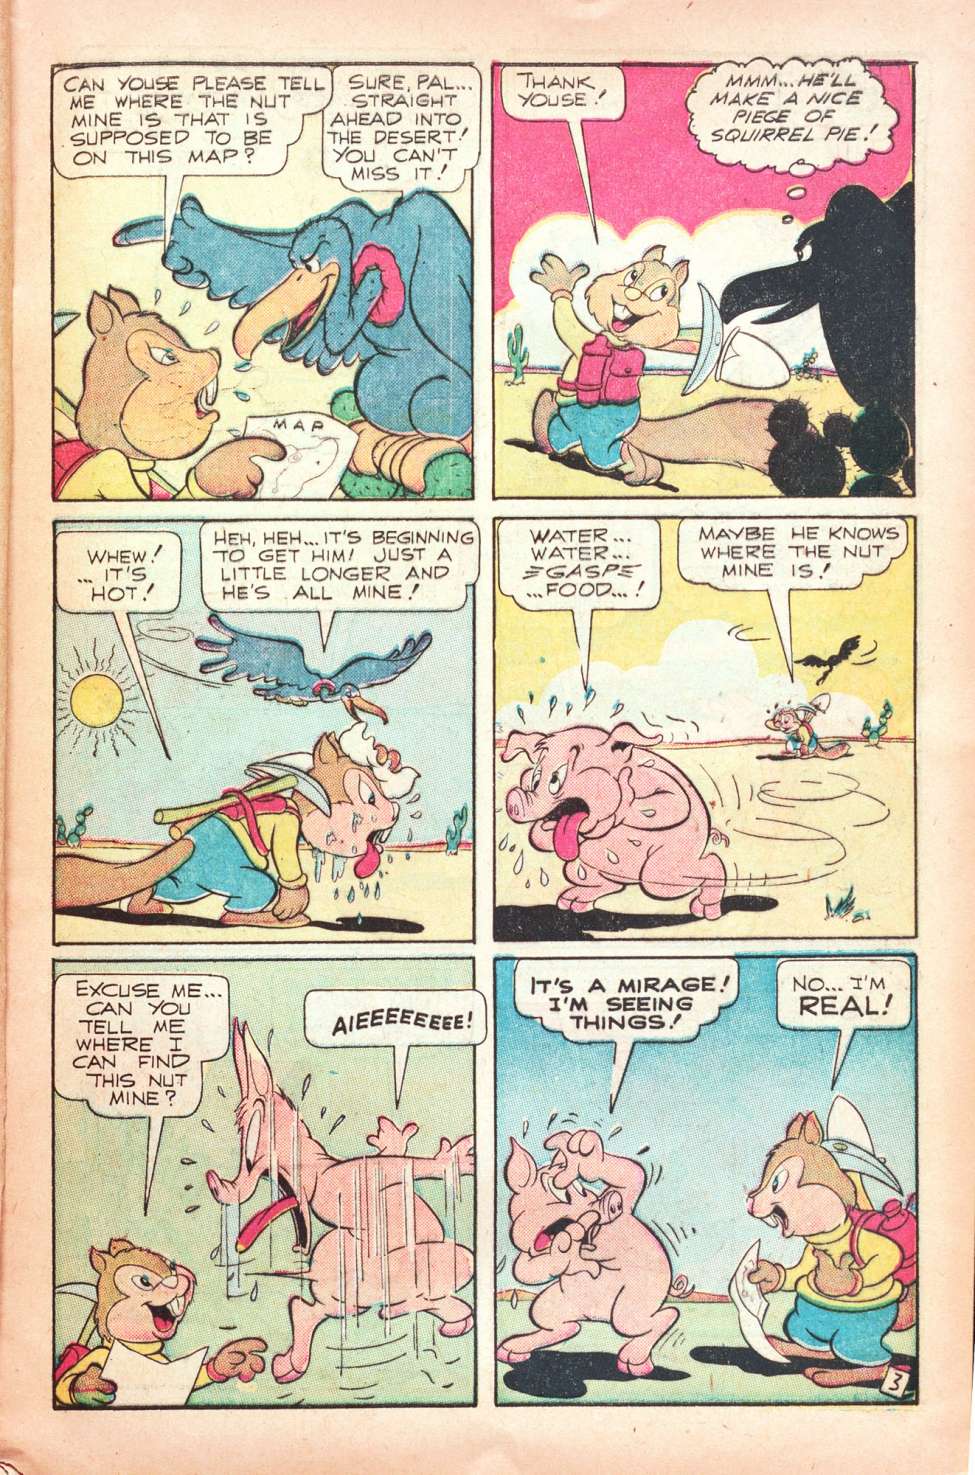 CAN YOUSE PLEASE TELL
ME WHERE THE NUT
MINE IS THAT IS
SUPPOSED TO BE
ON THIS MAP?
SURE, PAL...
STRAIGHT
AHEAD INTO
THE DESERT!
YOU CAN'T
MISS IT!
MAP
THANK
YOUSE!
MMM... HE'LL
MAKE A NICE
PIEGE OF
SQUIRREL PIE!
WHEW!
... IT'S
HOT!
HEH, HEH... IT'S BEGINNING
TO GET HIM! JUST A
LITTLE LONGER AND
HE'S ALL MINE!
WATER...
WATER...
GASP
...FOOD...!
MAYBE HE KNOWS
WHERE THE NUT
MINE IS!
EXCUSE ME...
CAN YOU
TELL ME
WHERE I
CAN FIND
THIS NUT
MINE?
AIEEEEEEEE!
IT'S A MIRAGE!
I'M SEEING
THINGS!
NO... I'M
REAL!
3